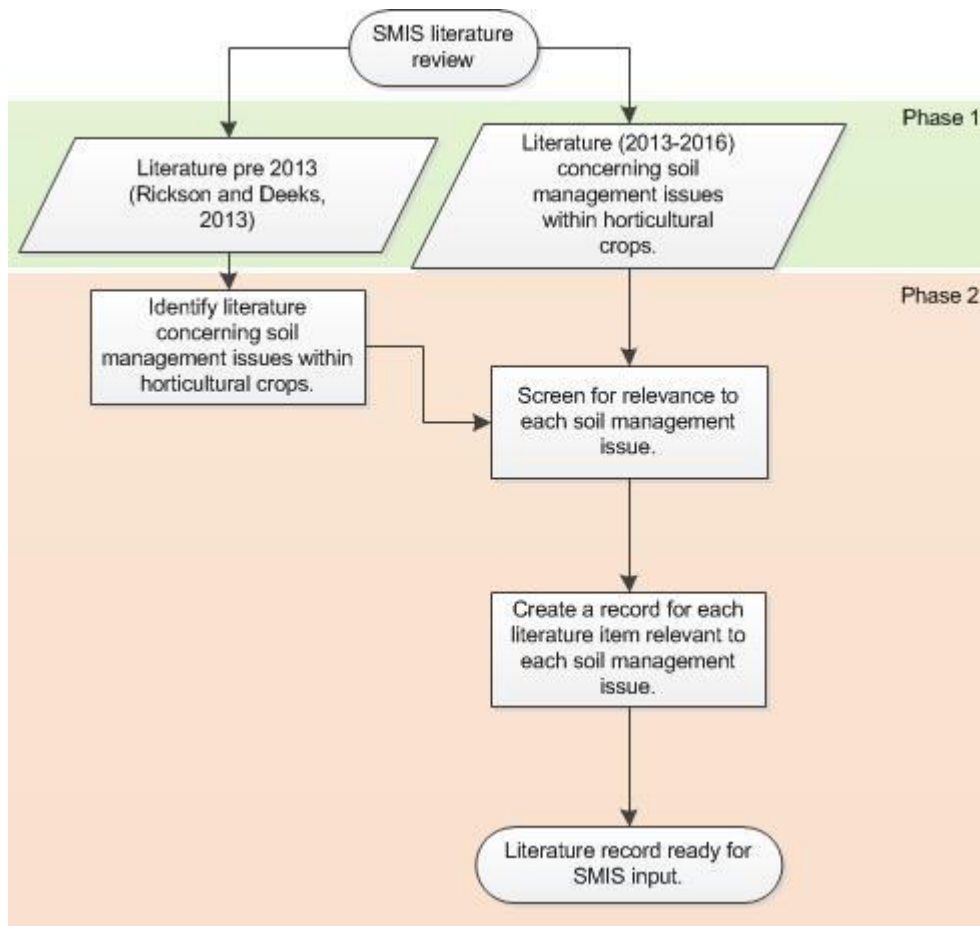 SMIS literature
review
Phase 1
Literature pre 2013
(Rickson and Deeks,
2013)
Literature (2013-2016)
concerning soil
management issues
within horticultural
crops.
Phase 2
Identify literature
concerning soil
management issues within
horticultural crops.
Screen for relevance to
each soil management
issue.
Create a record for each
literature item relevant to
each soil management
issue.
Literature record ready for
SMIS input.